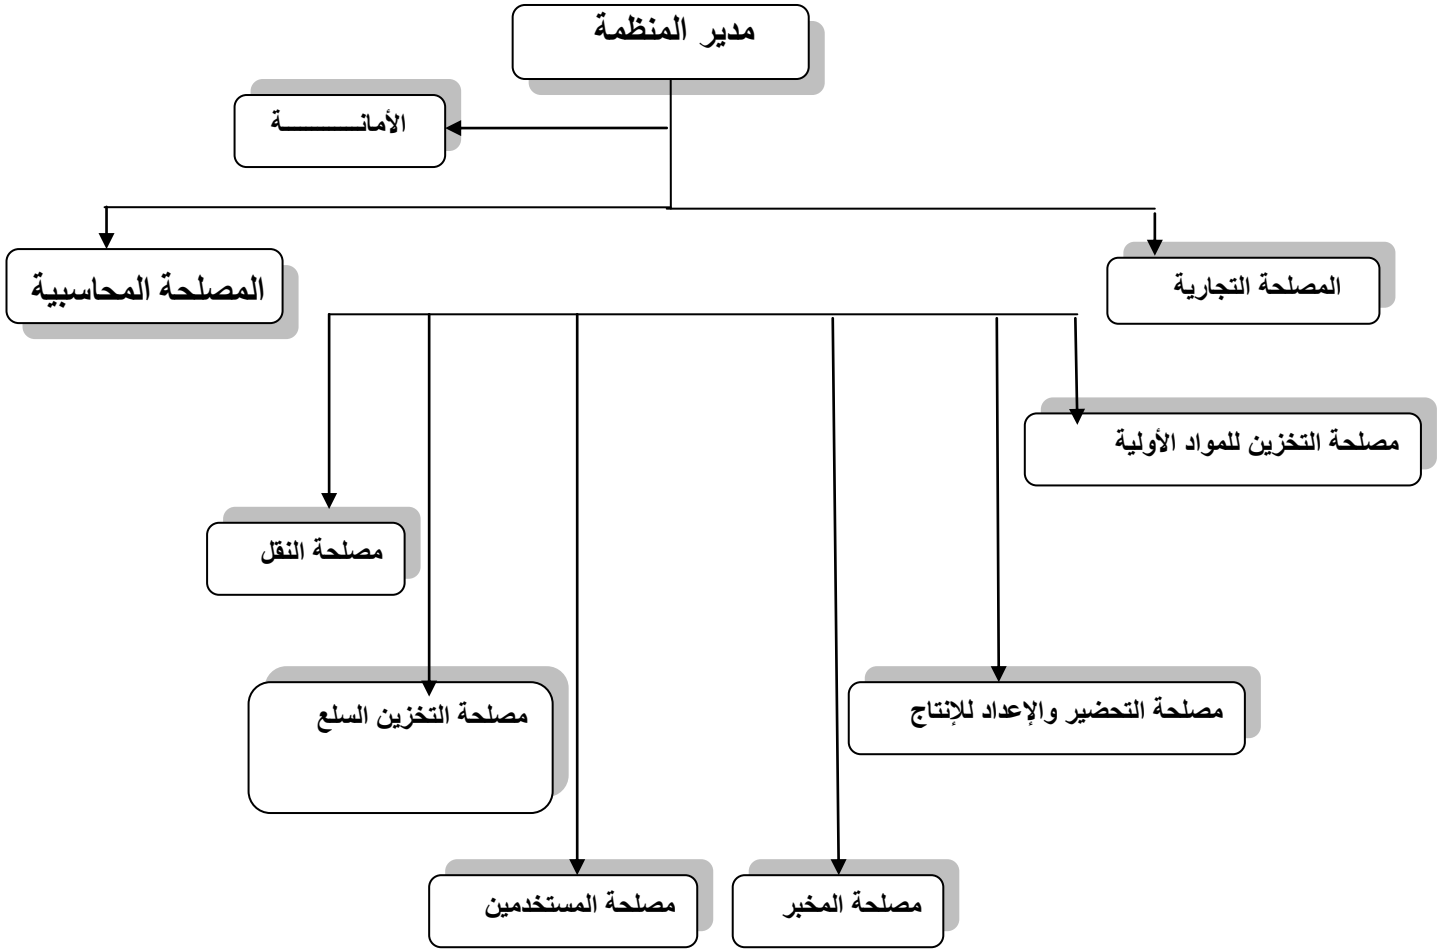 مدير المنظمة
الأمانـــــــــــة
المصلحة التجارية
المصلحة المحاسبية
مصلحة التخزين للمواد الأولية
مصلحة النقل
مصلحة التحضير والإعداد للإنتاج
مصلحة التخزين السلع
مصلحة المخبر
مصلحة المستخدمين